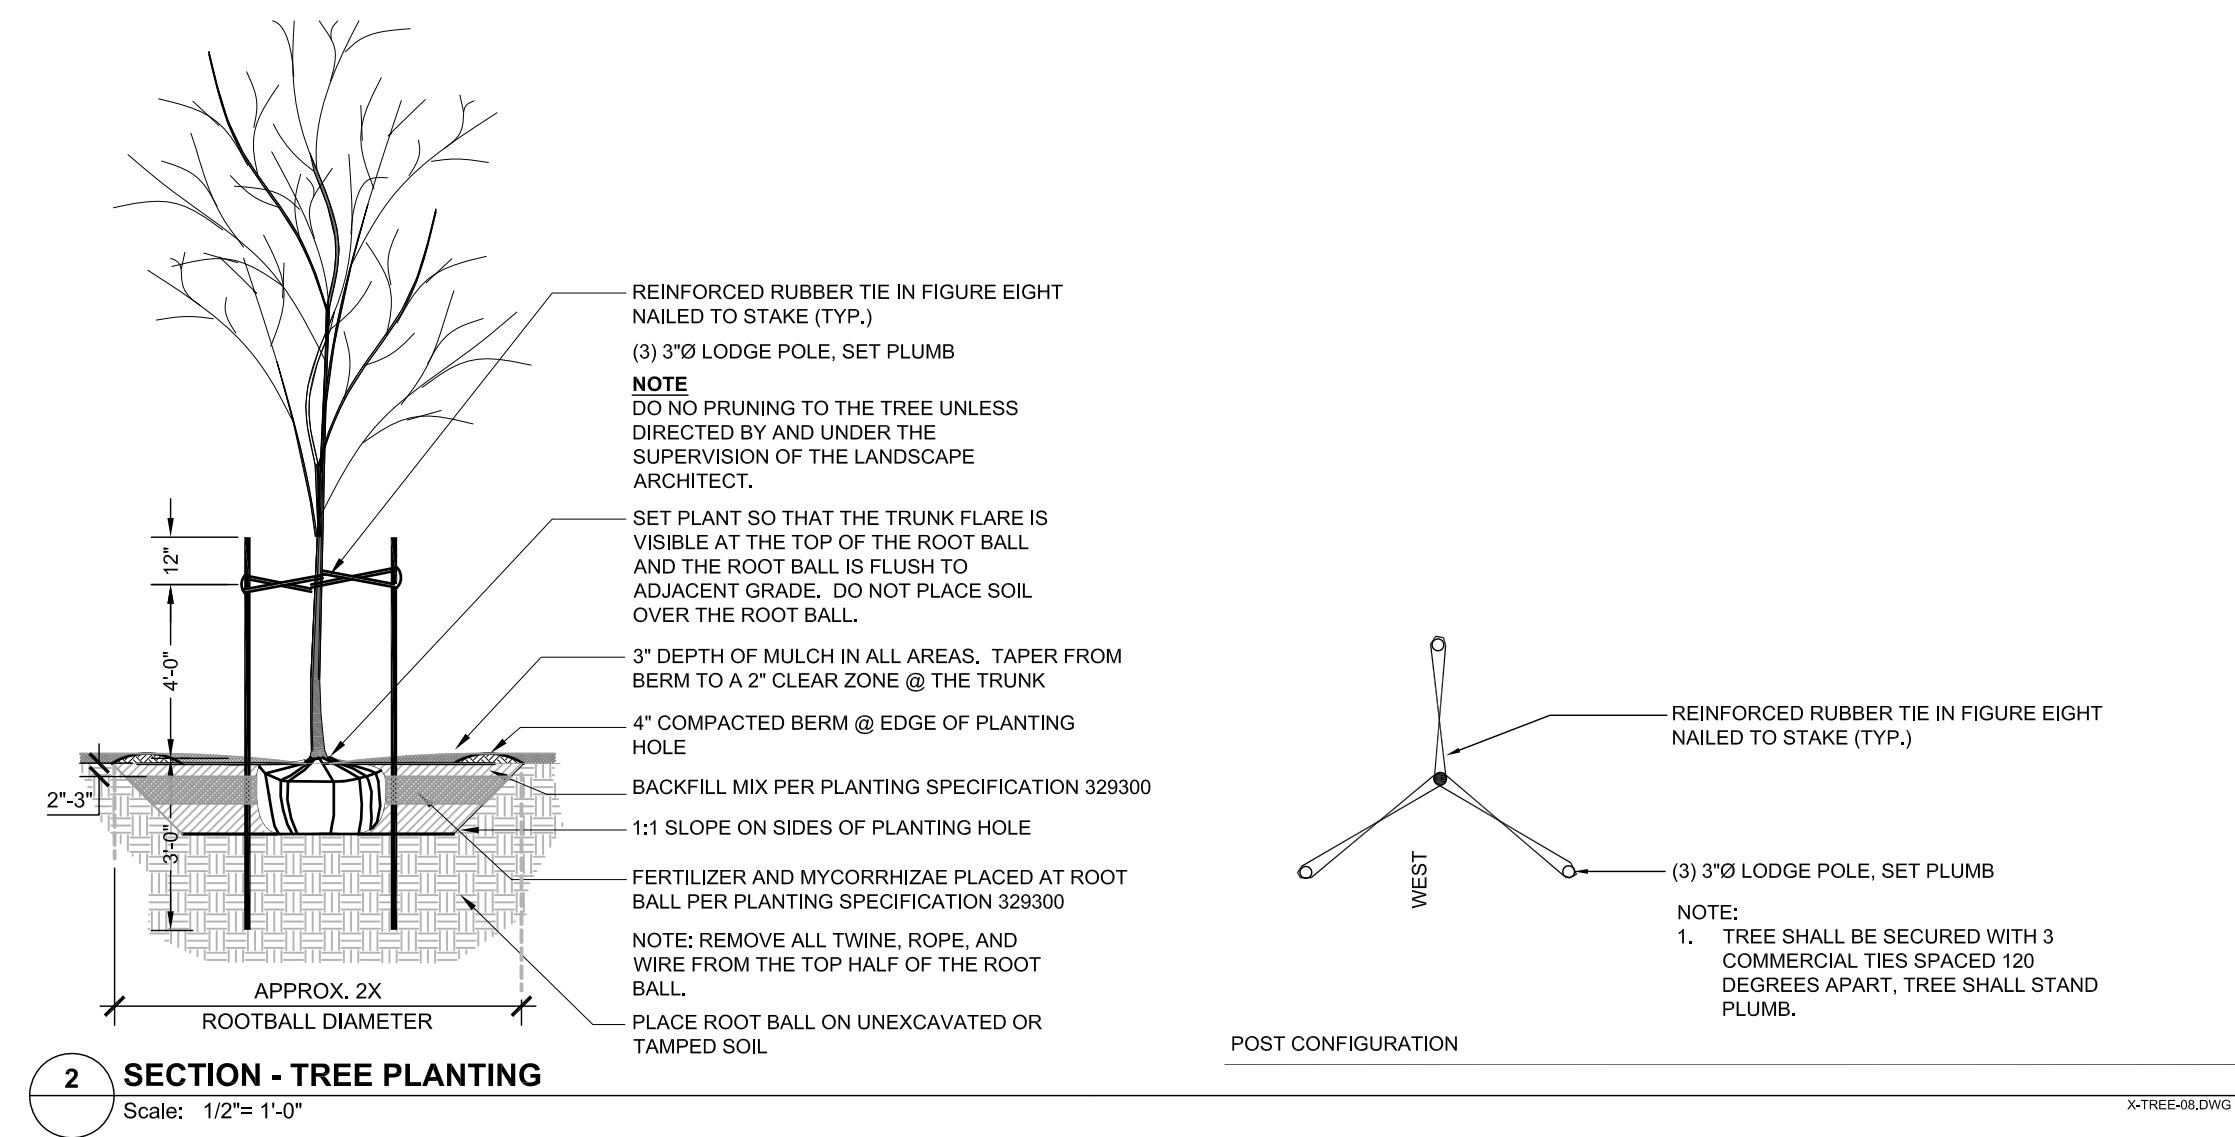 REINFORCED RUBBER TIE IN FIGURE EIGHT
NAILED TO STAKE (TYP.)
(3) 3"Ø LODGE POLE, SET PLUMB
NOTE
DO NO PRUNING TO THE TREE UNLESS
DIRECTED BY AND UNDER THE
SUPERVISION OF THE LANDSCAPE
ARCHITECT.
SET PLANT SO THAT THE TRUNK FLARE IS
VISIBLE AT THE TOP OF THE ROOT BALL
AND THE ROOT BALL IS FLUSH TO
ADJACENT GRADE. DO NOT PLACE SOIL
OVER THE ROOT BALL.
3" DEPTH OF MULCH IN ALL AREAS. TAPER FROM
BERM TO A 2" CLEAR ZONE @ THE TRUNK
4" COMPACTED BERM @ EDGE OF PLANTING
HOLE
BACKFILL MIX PER PLANTING SPECIFICATION 329300
1:1 SLOPE ON SIDES OF PLANTING HOLE
FERTILIZER AND MYCORRHIZAE PLACED AT ROOT
BALL PER PLANTING SPECIFICATION 329300
NOTE: REMOVE ALL TWINE, ROPE, AND
WIRE FROM THE TOP HALF OF THE ROOT
BALL.
PLACE ROOT BALL ON UNEXCAVATED OR
TAMPED SOIL
12"
4'-0"
2"-3"
3'-0"
APPROX. 2X
ROOTBALL DIAMETER
REINFORCED RUBBER TIE IN FIGURE EIGHT
NAILED TO STAKE (TYP.)
WEST
(3) 3"Ø LODGE POLE, SET PLUMB
NOTE:
1. TREE SHALL BE SECURED WITH 3
COMMERCIAL TIES SPACED 120
DEGREES APART, TREE SHALL STAND
PLUMB.
POST CONFIGURATION
2
SECTION - TREE PLANTING
Scale: 1/2"= 1'-0"
X-TREE-08.DWG